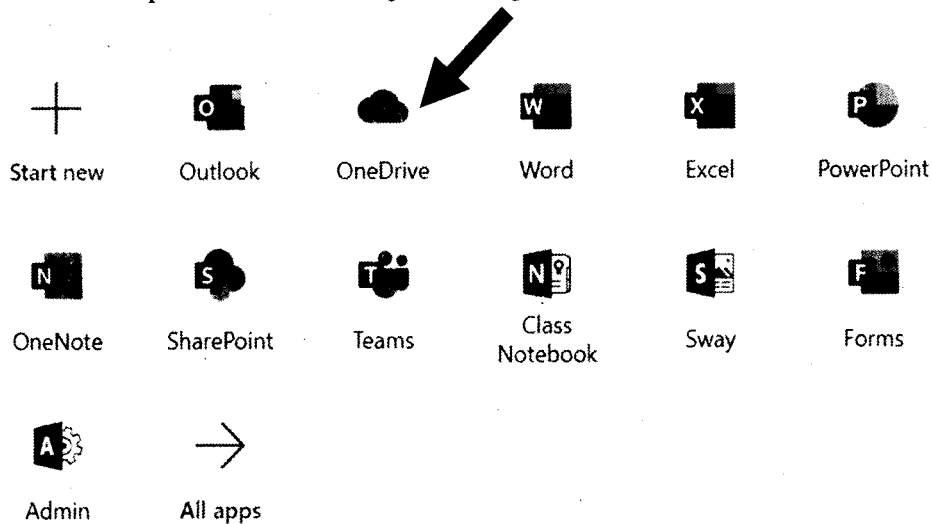 Start new
Outlook
OneDrive
Word
Excel
PowerPoint
OneNote
SharePoint
Teams
Class
Notebook
Sway
Forms
Admin
All apps